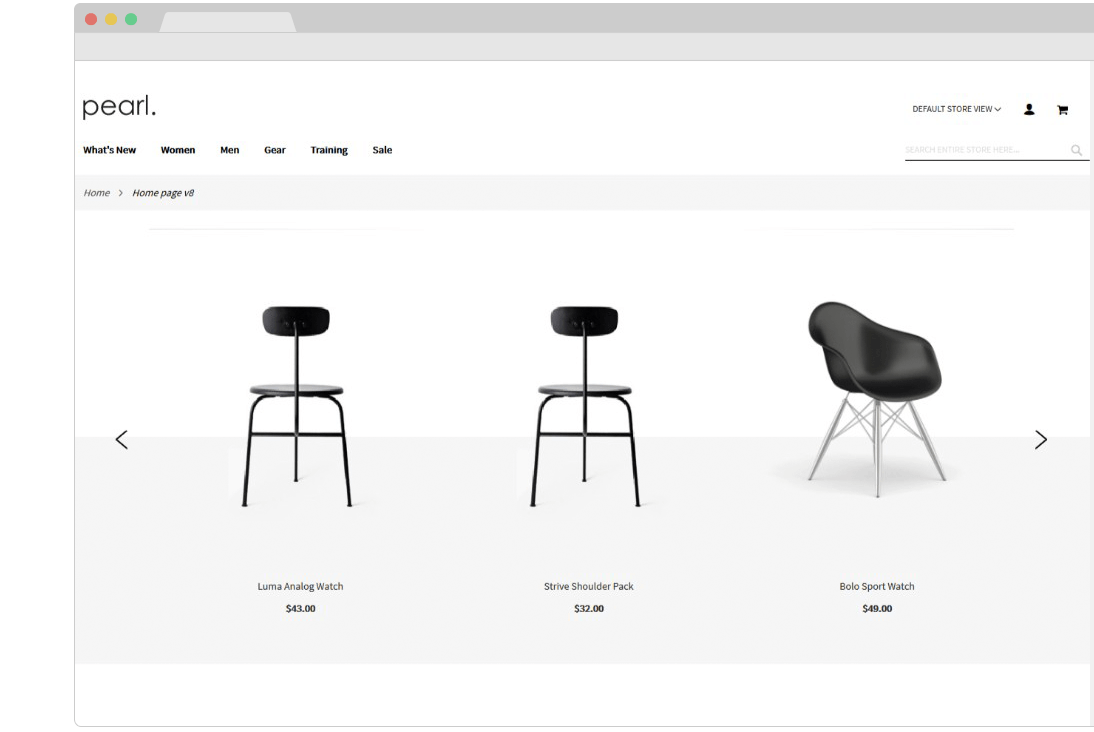 pearl.
DEFAULT STORE VIEW
What's New Women Men Gear Training Sale
SEARCH ENTIRE STORE HERE...
Home > Home page v8
Luma Analog Watch
$43.00
Strive Shoulder Pack
$32.00
Bolo Sport Watch
$49.00